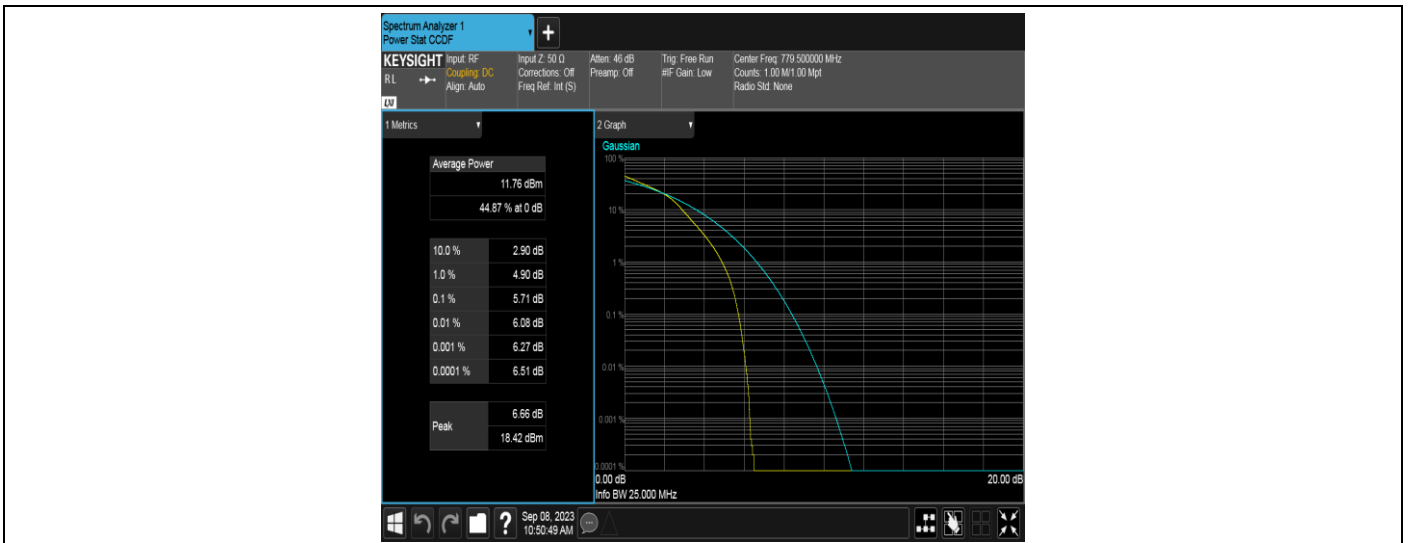 Spectrum Analyzer 1
Power Stat CCDF
+
KEYSIGHT Input: RF Input Z: 50 Ω Atten: 46 dB Trig: Free Run Center Freq: 779.500000 MHz
RL Coupling: DC Corrections: Off Preamp: Off #IF Gain: Low Counts: 1.00 M/1.00 Mpt
Align: Auto Freq Ref: Int (S) Radio Std: None
LXI
1 Metrics
Average Power
11.76 dBm
44.87 % at 0 dB
10.0 % 2.90 dB
1.0 % 4.90 dB
0.1 % 5.71 dB
0.01 % 6.08 dB
0.001 % 6.27 dB
0.0001 % 6.51 dB
Peak 6.66 dB
18.42 dBm
2 Graph
Gaussian
100 %
10 %
1 %
0.1 %
0.01 %
0.001 %
0.0001 %
0.00 dB 20.00 dB
Info BW 25.000 MHz
? Sep 08, 2023
10:50:49 AM